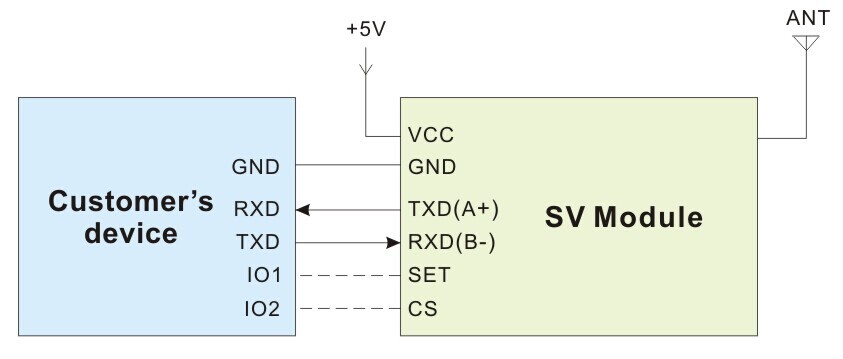 ANT
+5V
VCC
GND GND
Customer's
device
RXD TXD(A+)
SV Module
TXD RXD(B-)
IO1 SET
IO2 CS